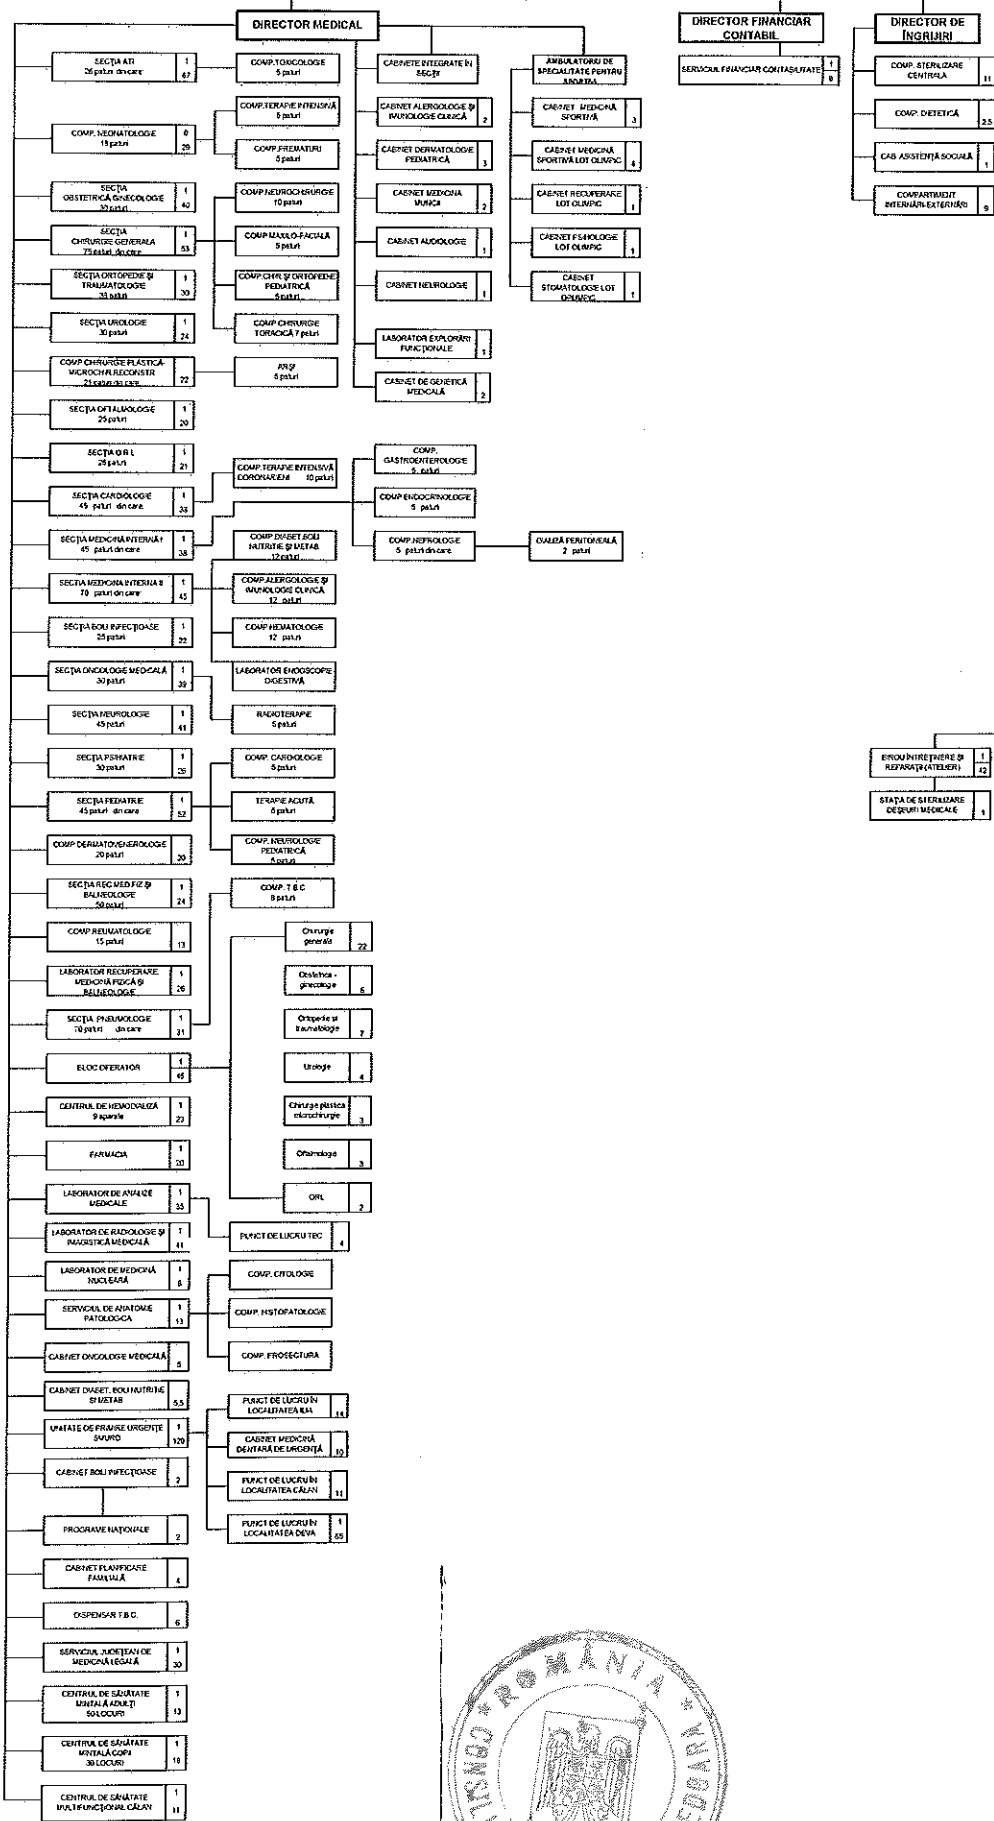 DIRECTOR MEDICAL
DIRECTOR FINANCIAR
CONTABIL
DIRECTOR DE
ÎNGRIJIRI
SECȚIA ATI
26 paturi din care
1
67
COMP. TOXICOLOGIE
5 paturi
CABINETE INTEGRATE ÎN
SECȚII
AMBULATORIU DE
SPECIALITATE PENTRU
SPORTIVI
SERVICIUL FINANCIAR CONTABILITATE
1
8
COMP. STERILIZARE
CENTRALA
11
COMP. DIETETICĂ
2,5
CAB. ASISTENȚĂ SOCIALĂ
1
COMPARTIMENT
INTERNĂRI-EXTERNĂRI
9
COMP. NEONATOLOGIE
0
29
COMP. TERAPIE INTENSIVĂ
5 paturi
COMP. PREMATURI
5 paturi
CABINET ALERGOLOGIE ȘI
IMUNOLOGIE CLINICĂ
2
CABINET DERMATOLOGIE
PEDIATRICĂ
3
CABINET MEDICINA
MUNCII
2
CABINET AUDIOLOGIE
1
CABINET NEUROLOGIE
1
LABORATOR EXPLORĂRI
FUNCȚIONALE
1
CABINET DE GENETICĂ
MEDICALĂ
2
CABINET MEDICINĂ
SPORTIVĂ
3
CABINET MEDICINĂ
SPORTIVĂ LOT OLIMPIC
4
CABINET RECUPERARE
LOT OLIMPIC
1
CABINET PSIHOLOGIE
LOT OLIMPIC
1
CABINET
STOMATOLOGIE LOT
OPLIMPIC
1
SECȚIA
OBSTETRICĂ GINECOLOGIE
30 paturi
1
40
SECȚIA
CHIRURGIE GENERALA
75 paturi din care
1
53
COMP NEUROCHIRURGIE
10 paturi
COMP MAXILO-FACIALĂ
5 paturi
COMP. CHIR. ȘI ORTOPEDIE
PEDIATRICĂ
COMP CHIRURGIE
TORACICĂ 7 paturi
SECȚIA ORTOPEDIE ȘI
TRAUMATOLOGIE
1
30
SECȚIA UROLOGIE
30 paturi
1
24
COMP CHIRURGIE PLASTICĂ-
MICROCHIR.RECONSTR
21 paturi din care
22
ARȘI
5 paturi
SECȚIA OFTALMOLOGIE
25 paturi
1
20
SECȚIA O R L
25 paturi
1
21
SECȚIA CARDIOLOGIE
45 paturi din care
1
33
COMP. TERAPIE INTENSIVĂ
CORONARIENI 10 paturi
COMP.
GASTROENTEROLOGIE
5 paturi
COMP ENDOCRINOLOGIE
5 paturi
SECȚIA MEDICINĂ INTERNĂ I
45 paturi din care
1
38
COMP. NEFROLOGIE
5 paturi din care
DIALIZĂ PERITONEALĂ
2 paturi
COMP. DIABET, BOLI
NUTRIȚIE ȘI METAB
12 paturi
SECȚIA MEDICINA INTERNA II
70 paturi din care
1
45
COMP. ALERGOLOGIE ȘI
IMUNOLOGIE CLINICĂ
12 paturi
COMP HEMATOLOGIE
12 paturi
LABORATOR ENDOSCOPIE
DIGESTIVĂ
SECȚIA BOLI INFECȚIOASE
25 paturi
1
22
SECȚIA ONCOLOGIE MEDICALĂ
30 paturi
1
39
RADIOTERAPIE
5 paturi
SECȚIA NEUROLOGIE
45 paturi
1
41
SECȚIA PSIHIATRIE
30 paturi
1
26
SECȚIA PEDIATRIE
45 paturi din care
1
52
COMP. CARDIOLOGIE
5 paturi
TERAPIE ACUTĂ
COMP. NEUROLOGIE
PEDIATRICĂ
5 paturi
BIROU ÎNTREȚINERE ȘI
REPARAȚII (ATELIER)
1
42
STAȚIA DE STERILIZARE
DEȘEURI MEDICALE
1
COMP DERMATOVENEROLOGIE
20 paturi
SECȚIA REC MED.FIZ ȘI
BALNEOLOGIE
50 paturi
1
24
COMP. T B C
8 paturi
COMP REUMATOLOGIE
15 paturi
13
LABORATOR RECUPERARE
MEDICINĂ FIZICĂ ȘI
BALNEOLOGIE
1
26
SECȚIA PNEUMOLOGIE
70 paturi din care
1
31
BLOC OPERATOR
1
46
Chirurgie
generala
22
Obstetrica -
ginecologie
6
Ortopedie si
traumatologie
7
Urologie
4
Chirurgie plastica
microchirurgie
3
Oftalmologie
3
ORL
2
CENTRUL DE HEMODIALIZĂ
9 aparate
1
23
FARMACIA
1
20
LABORATOR DE ANALIZE
MEDICALE
1
35
LABORATOR DE RADIOLOGIE ȘI
IMAGISTICĂ MEDICALĂ
1
41
PUNCT DE LUCRU TEC
4
LABORATOR DE MEDICINĂ
NUCLEARĂ
1
8
SERVICIUL DE ANATOMIE
PATOLOGICA
1
13
COMP. CITOLOGIE
COMP. HISTOPATOLOGIE
COMP. PROSECTURA
CABINET ONCOLOGIE MEDICALĂ
5
CABINET DIABET, BOLI NUTRIȚIE
ȘI METAB
5,5
UNITATE DE PRIMIRE URGENȚE
SMURD
1
120
PUNCT DE LUCRU ÎN
LOCALITATEA ILIA
14
CABINET MEDICINĂ
DENTARĂ DE URGENȚĂ
10
PUNCT DE LUCRU ÎN
LOCALITATEA CĂLAN
11
PUNCT DE LUCRU ÎN
LOCALITATEA DEVA
1
65
CABINET BOLI INFECȚIOASE
2
PROGRAME NAȚIONALE
2
CABINET PLANIFICARE
FAMILIALĂ
4
DISPENSAR T.B.C.
6
SERVICIUL JUDEȚEAN DE
MEDICINĂ LEGALĂ
1
30
CENTRUL DE SĂNĂTATE
MINTALĂ ADULȚI
50 LOCURI
1
13
CENTRUL DE SĂNĂTATE
MINTALĂ COPII
30 LOCURI
1
18
CENTRUL DE SĂNĂTATE
MULTIFUNCȚIONAL CĂLAN
1
11
ROMÂNIA